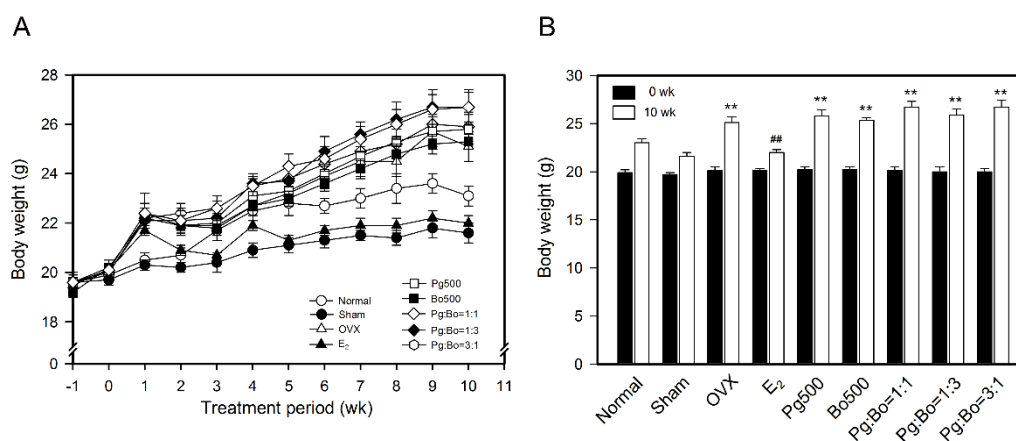 A
Body weight (g)
28
26
24
22
20
18
0
-1 0 1 2 3 4 5 6 7 8 9 10 11
Treatment period (wk)
Normal
Sham
OVX
E₂
Pg500
Bo500
Pg:Bo=1:1
Pg:Bo=1:3
Pg:Bo=3:1
B
Body weight (g)
30
25
20
15
10
5
0
0 wk
10 wk
** ## ** ** ** ** **
Normal
Sham
OVX
E₂
Pg500
Bo500
Pg:Bo=1:1
Pg:Bo=1:3
Pg:Bo=3:1